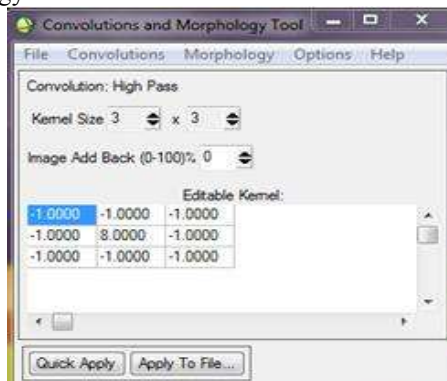 gy
Convolutions and Morphology Tool
File Convolutions Morphology Options Help
Convolution: High Pass
Kernel Size 3 x 3
Image Add Back (0-100)% 0
Editable Kernel:
-1.0000 -1.0000 -1.0000
-1.0000 8.0000 -1.0000
-1.0000 -1.0000 -1.0000
Quick Apply Apply To File...